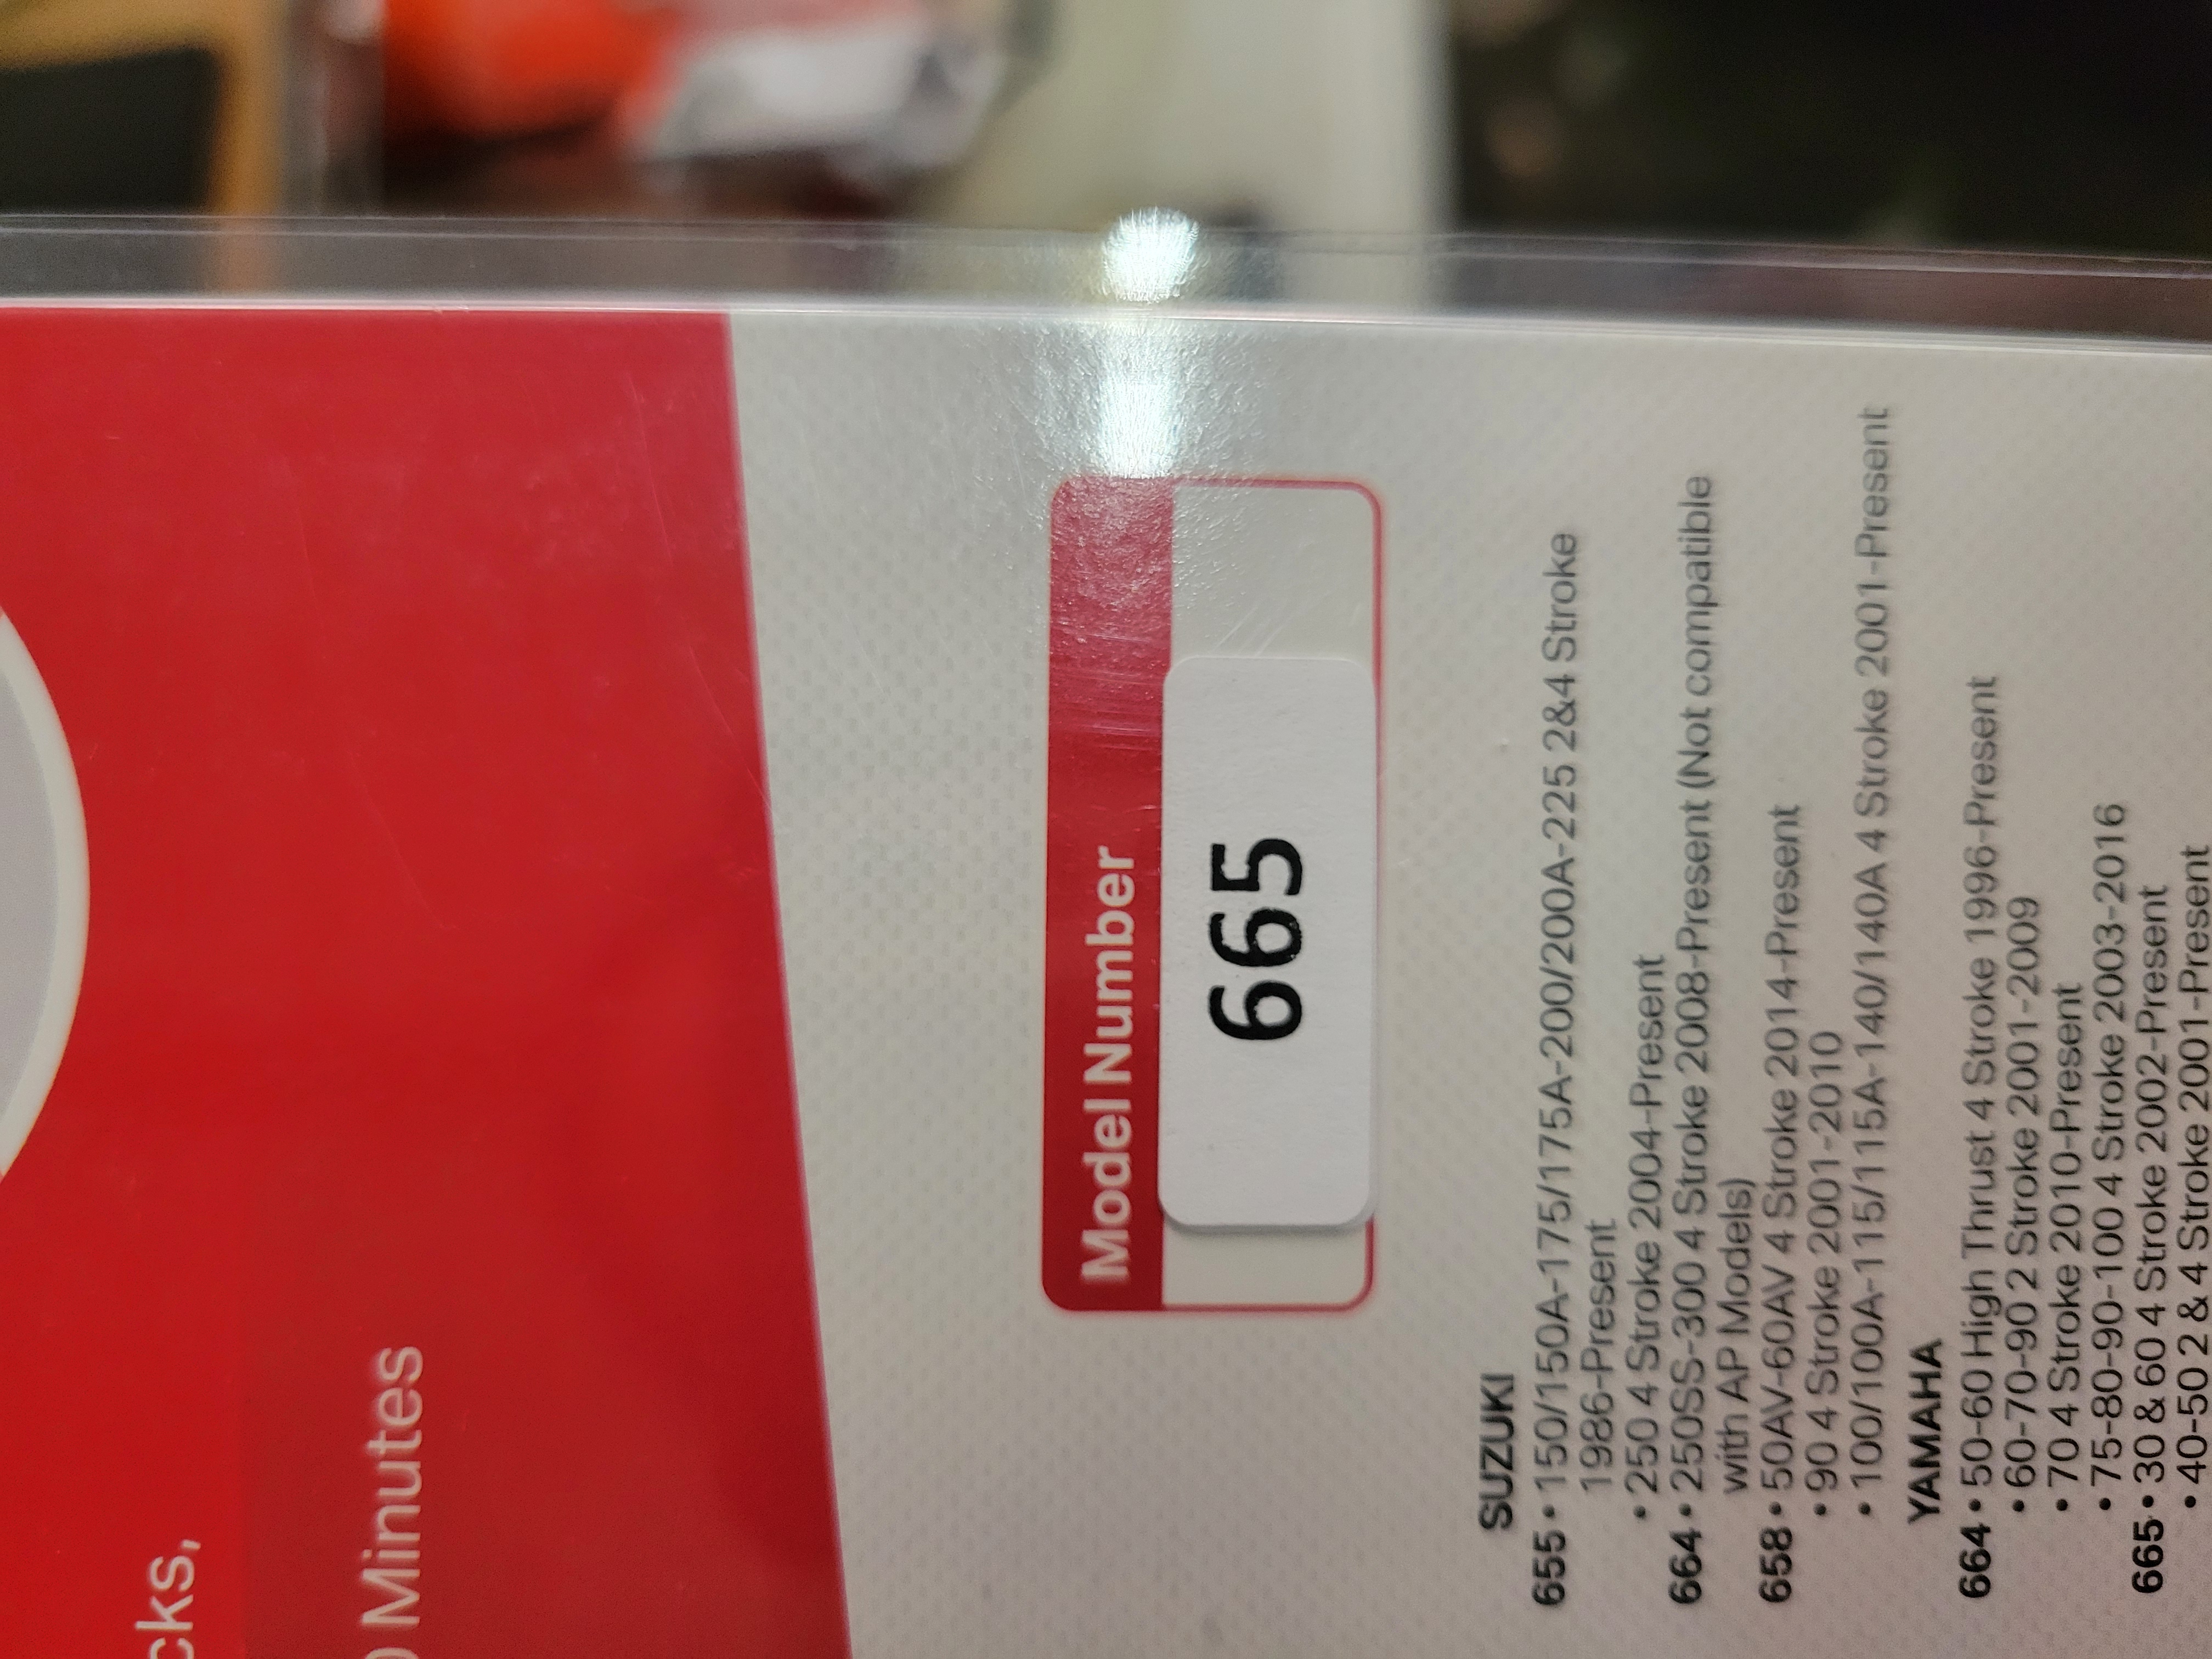 cks,
Minutes
Model Number
665
SUZUKI
655 • 150/150A-175/175A-200/200A-225 2&4 Stroke
1986-Present
• 250 4 Stroke 2004-Present
664 • 250SS-300 4 Stroke 2008-Present (Not compatible
with AP Models)
658 • 50AV-60AV 4 Stroke 2014-Present
• 90 4 Stroke 2001-2010
• 100/100A-115/115A-140/140A 4 Stroke 2001-Present
YAMAHA
664 • 50-60 High Thrust 4 Stroke 1996-Present
• 60-70-90 2 Stroke 2001-2009
• 70 4 Stroke 2010-Present
• 75-80-90-100 4 Stroke 2003-2016
665 • 30 & 60 4 Stroke 2002-Present
• 40-50 2 & 4 Stroke 2001-Present